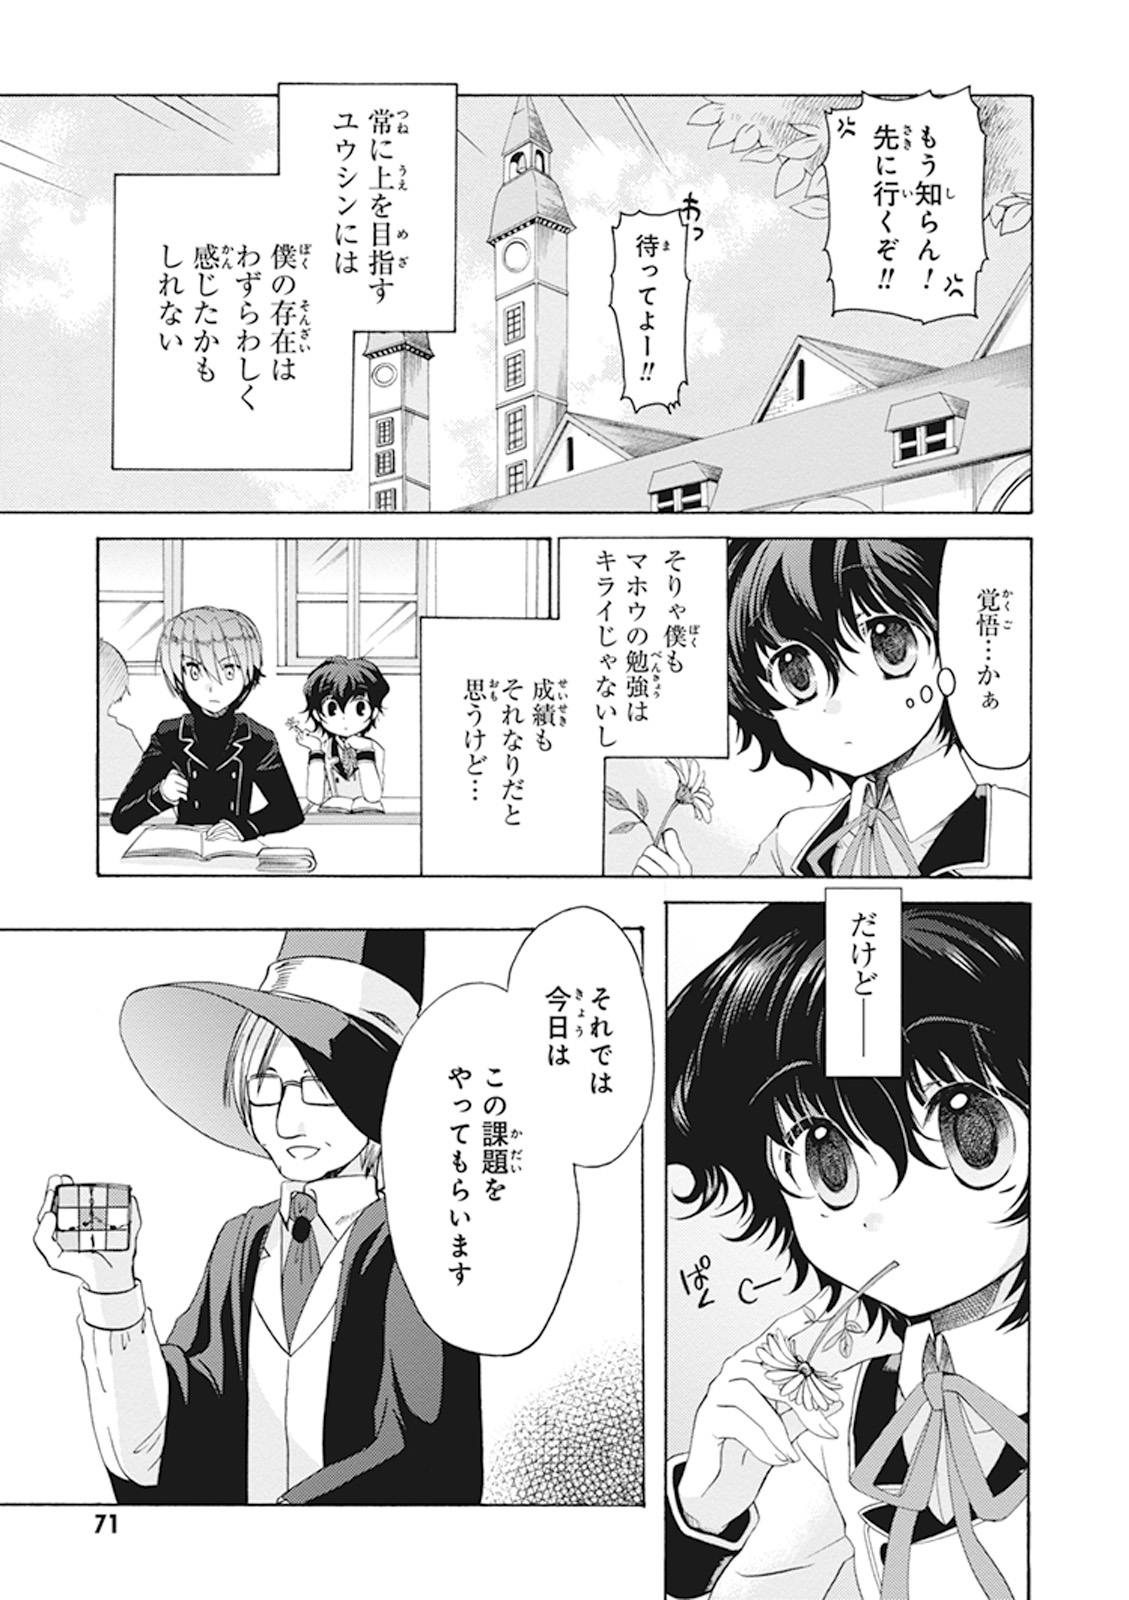 もう知らん！
先に行くぞ!!
わっ
待ってよー!!
常に上を目指す
ユウシンには
僕の存在は
わずらわしく
感じたかも
しれない
覚悟…かぁ
そりゃ僕も
マホウの勉強は
キライじゃないし
成績も
それなりだと
思うけど…
だけど──
ぱくっ
それでは
今日は
この課題を
やってもらいます
71